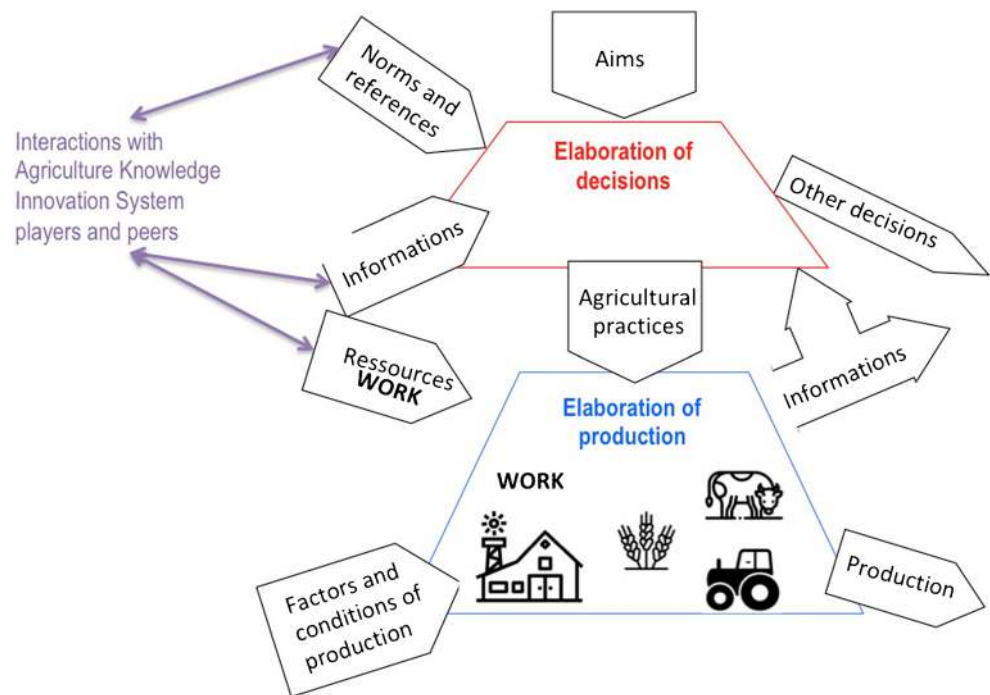 Aims
Norms and
references
Interactions with
Agriculture Knowledge
Innovation System
players and peers
Elaboration of
decisions
Other decisions
Informations
Agricultural
practices
Informations
Ressources
WORK
Elaboration of
production
WORK
Factors and
conditions of
production
Production